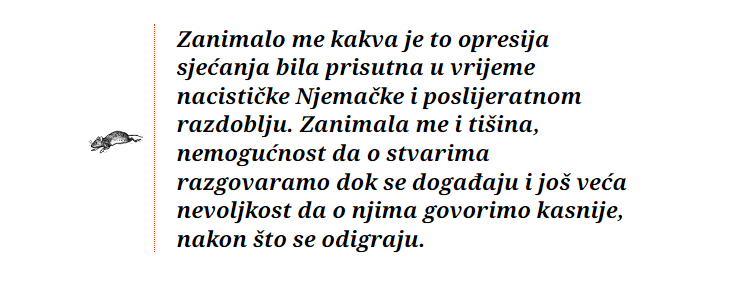 Zanimalo me kakva je to opresija
sjećanja bila prisutna u vrijeme
nacističke Njemačke i poslijeratnom
razdoblju. Zanimala me i tišina,
nemogućnost da o stvarima
razgovaramo dok se događaju i još veća
nevoljkost da o njima govorimo kasnije,
nakon što se odigraju.